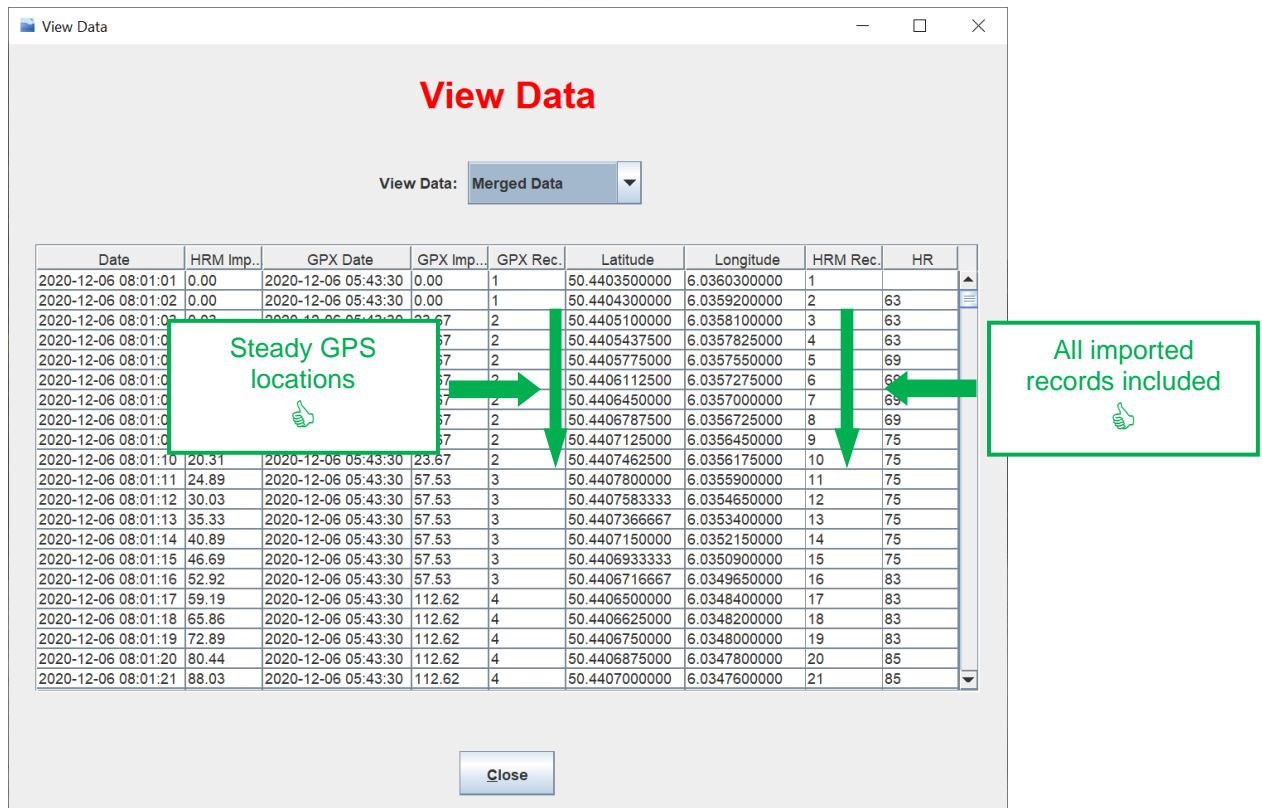 View Data
View Data
View Data: Merged Data
Date HRM Imp... GPX Date GPX Imp... GPX Rec. Latitude Longitude HRM Rec. HR
2020-12-06 08:01:01 0.00 2020-12-06 05:43:30 0.00 1 50.4403500000 6.0360300000 1
2020-12-06 08:01:02 0.00 2020-12-06 05:43:30 0.00 1 50.4404300000 6.0359200000 2 63
2 50.4405100000 6.0358100000 3 63
2 50.4405437500 6.0357825000 4 63
2 50.4405775000 6.0357550000 5 69
2 50.4406112500 6.0357275000 6
2 50.4406450000 6.0357000000 7 69
2 50.4406787500 6.0356725000 8 69
2 50.4407125000 6.0356450000 9 75
Steady GPS
locations
All imported
records included
2020-12-06 08:01:10 20.31 2020-12-06 05:43:30 23.67 2 50.4407462500 6.0356175000 10 75
2020-12-06 08:01:11 24.89 2020-12-06 05:43:30 57.53 3 50.4407800000 6.0355900000 11 75
2020-12-06 08:01:12 30.03 2020-12-06 05:43:30 57.53 3 50.4407583333 6.0354650000 12 75
2020-12-06 08:01:13 35.33 2020-12-06 05:43:30 57.53 3 50.4407366667 6.0353400000 13 75
2020-12-06 08:01:14 40.89 2020-12-06 05:43:30 57.53 3 50.4407150000 6.0352150000 14 75
2020-12-06 08:01:15 46.69 2020-12-06 05:43:30 57.53 3 50.4406933333 6.0350900000 15 75
2020-12-06 08:01:16 52.92 2020-12-06 05:43:30 57.53 3 50.4406716667 6.0349650000 16 83
2020-12-06 08:01:17 59.19 2020-12-06 05:43:30 112.62 4 50.4406500000 6.0348400000 17 83
2020-12-06 08:01:18 65.86 2020-12-06 05:43:30 112.62 4 50.4406625000 6.0348200000 18 83
2020-12-06 08:01:19 72.89 2020-12-06 05:43:30 112.62 4 50.4406750000 6.0348000000 19 83
2020-12-06 08:01:20 80.44 2020-12-06 05:43:30 112.62 4 50.4406875000 6.0347800000 20 85
2020-12-06 08:01:21 88.03 2020-12-06 05:43:30 112.62 4 50.4407000000 6.0347600000 21 85
Close